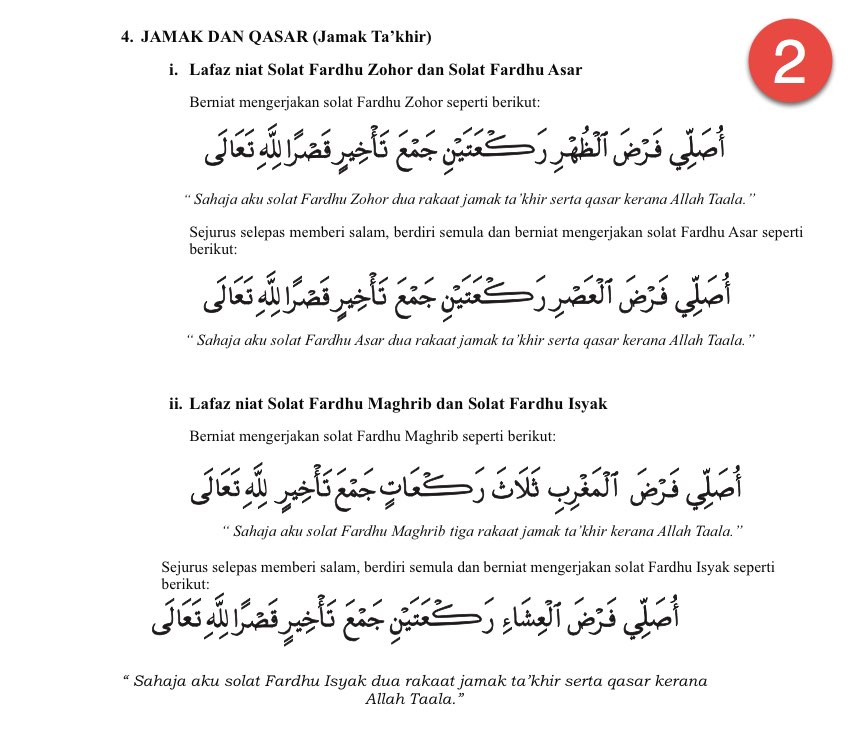 4. JAMAK DAN QASAR (Jamak Ta’khir)
2
i. Lafaz niat Solat Fardhu Zohor dan Solat Fardhu Asar
Berniat mengerjakan solat Fardhu Zohor seperti berikut:
أُصَلِّي فَرْضَ ٱلْظُهْرِ رَكْعَتَيْنِ جَمْعَ تَأْخِيرٍ قَصْرًا لِلَّهِ تَعَالَى
“ Sahaja aku solat Fardhu Zohor dua rakaat jamak ta’khir serta qasar kerana Allah Taala.”
Sejurus selepas memberi salam, berdiri semula dan berniat mengerjakan solat Fardhu Asar seperti
berikut:
أُصَلِّي فَرْضَ ٱلْعَصْرِ رَكْعَتَيْنِ جَمْعَ تَأْخِيرٍ قَصْرًا لِلَّهِ تَعَالَى
“ Sahaja aku solat Fardhu Asar dua rakaat jamak ta’khir serta qasar kerana Allah Taala.”
ii. Lafaz niat Solat Fardhu Maghrib dan Solat Fardhu Isyak
Berniat mengerjakan solat Fardhu Maghrib seperti berikut:
أُصَلِّي فَرْضَ ٱلْمَغْرِبِ ثَلَاثَ رَكْعَاتٍ جَمْعَ تَأْخِيرٍ لِلَّهِ تَعَالَى
“ Sahaja aku solat Fardhu Maghrib tiga rakaat jamak ta’khir kerana Allah Taala.”
Sejurus selepas memberi salam, berdiri semula dan berniat mengerjakan solat Fardhu Isyak seperti
berikut:
أُصَلِّي فَرْضَ ٱلْعِشَاءِ رَكْعَتَيْنِ جَمْعَ تَأْخِيرٍ قَصْرًا لِلَّهِ تَعَالَى
“ Sahaja aku solat Fardhu Isyak dua rakaat jamak ta’khir serta qasar kerana
Allah Taala.”